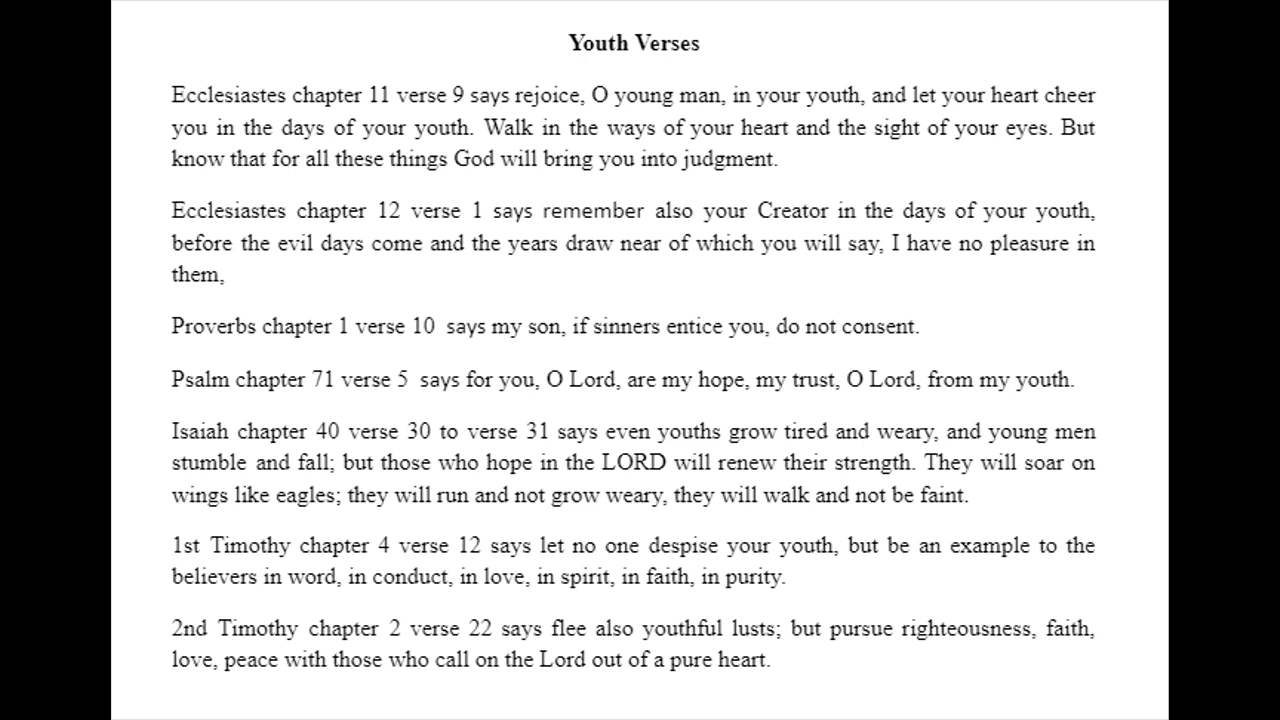 Youth Verses
Ecclesiastes chapter 11 verse 9 says rejoice, O young man, in your youth, and let your heart cheer
you in the days of your youth. Walk in the ways of your heart and the sight of your eyes. But
know that for all these things God will bring you into judgment.
Ecclesiastes chapter 12 verse 1 says remember also your Creator in the days of your youth,
before the evil days come and the years draw near of which you will say, I have no pleasure in
them,
Proverbs chapter 1 verse 10  says my son, if sinners entice you, do not consent.
Psalm chapter 71 verse 5  says for you, O Lord, are my hope, my trust, O Lord, from my youth.
Isaiah chapter 40 verse 30 to verse 31 says even youths grow tired and weary, and young men
stumble and fall; but those who hope in the LORD will renew their strength. They will soar on
wings like eagles; they will run and not grow weary, they will walk and not be faint.
1st Timothy chapter 4 verse 12 says let no one despise your youth, but be an example to the
believers in word, in conduct, in love, in spirit, in faith, in purity.
2nd Timothy chapter 2 verse 22 says flee also youthful lusts; but pursue righteousness, faith,
love, peace with those who call on the Lord out of a pure heart.